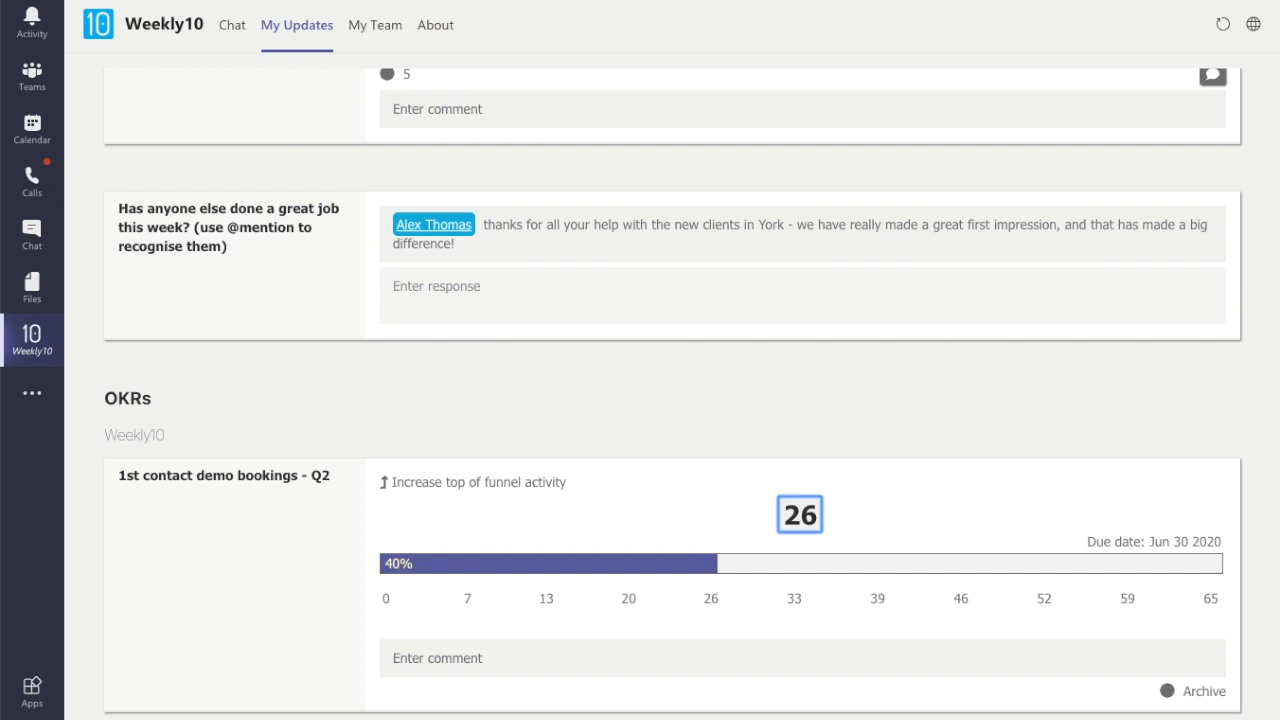 Activity
Teams
Calendar
Calls
Chat
Files
10
Weekly10
Apps
10 Weekly10 Chat My Updates My Team About
5
Enter comment
Has anyone else done a great job
this week? (use @mention to
recognise them)
Alex Thomas thanks for all your help with the new clients in York - we have really made a great first impression, and that has made a big
difference!
Enter response
OKRs
Weekly10
1st contact demo bookings - Q2
Increase top of funnel activity
26
Due date: Jun 30 2020
40%
0 7 13 20 26 33 39 46 52 59 65
Enter comment
Archive